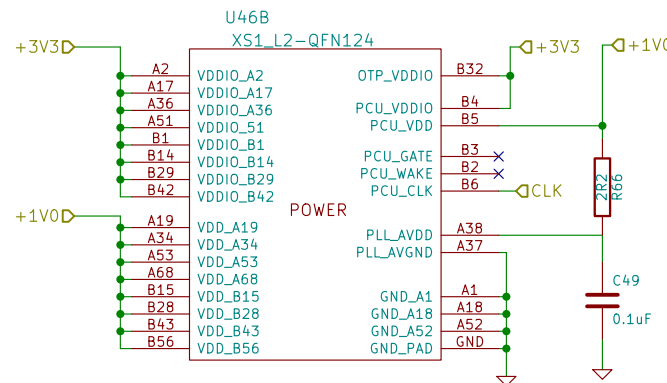 U46B
XS1_L2-QFN124
+3V3
+3V3
+1V0
A2 VDDIO_A2
A17 VDDIO_A17
A36 VDDIO_A36
A51 VDDIO_51
B1 VDDIO_B1
B14 VDDIO_B14
B29 VDDIO_B29
B42 VDDIO_B42
OTP_VDDIO B32
PCU_VDDIO B4
PCU_VDD B5
PCU_GATE B3
PCU_WAKE B2
PCU_CLK B6
CLK
POWER
2R2
R66
+1V0
A19 VDD_A19
A34 VDD_A34
A53 VDD_A53
A68 VDD_A68
B15 VDD_B15
B28 VDD_B28
B43 VDD_B43
B56 VDD_B56
PLL_AVDD A38
PLL_AVGND A37
GND_A1 A1
GND_A18 A18
GND_A52 A52
GND_PAD GND
C49
0.1uF